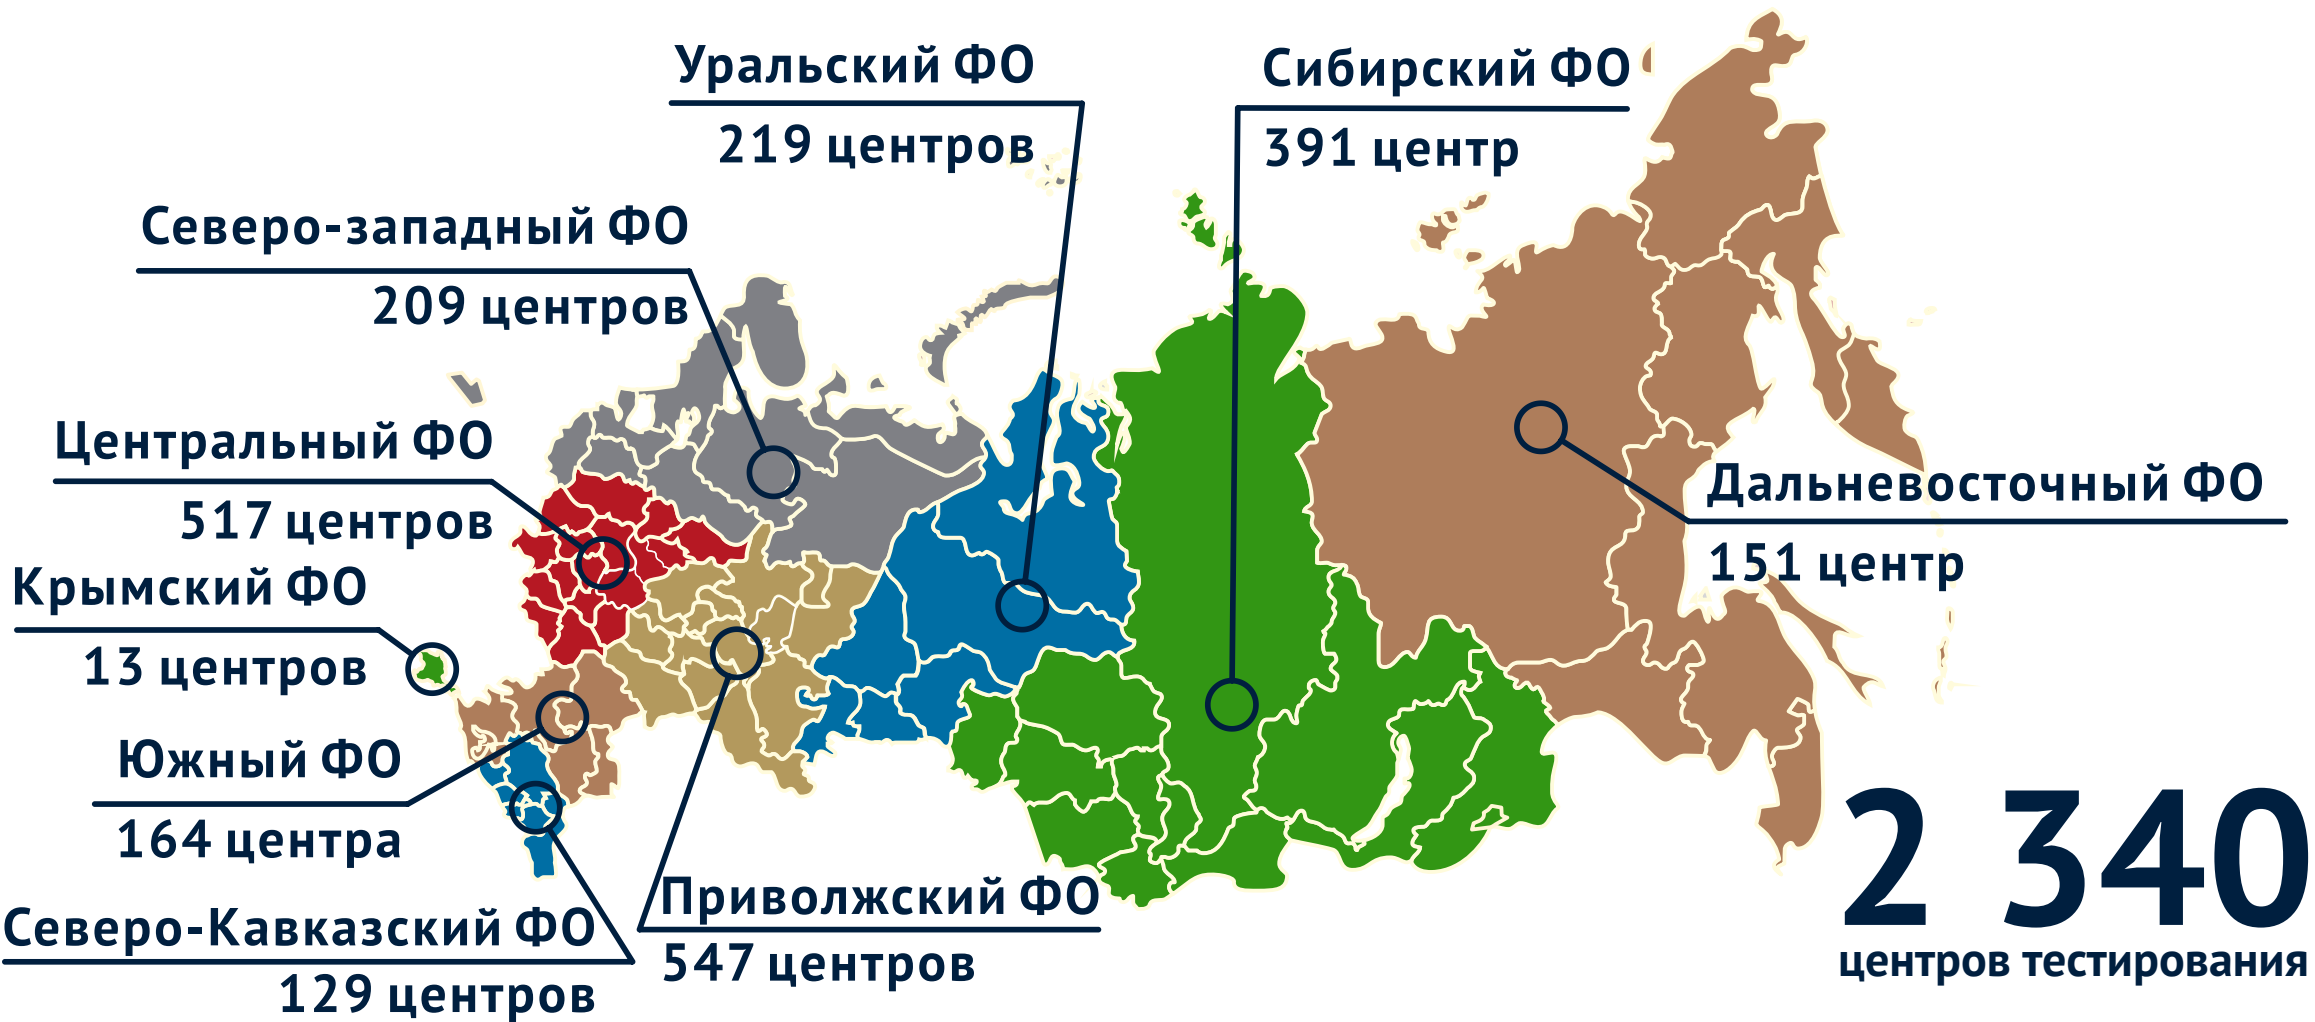 Уральский ФО
219 центров
Сибирский ФО
391 центр
Северо-западный ФО
209 центров
Центральный ФО
517 центров
Дальневосточный ФО
151 центр
Крымский ФО
13 центров
Южный ФО
164 центра
Приволжский ФО
547 центров
Северо-Кавказский ФО
129 центров
2 340
центров тестирования